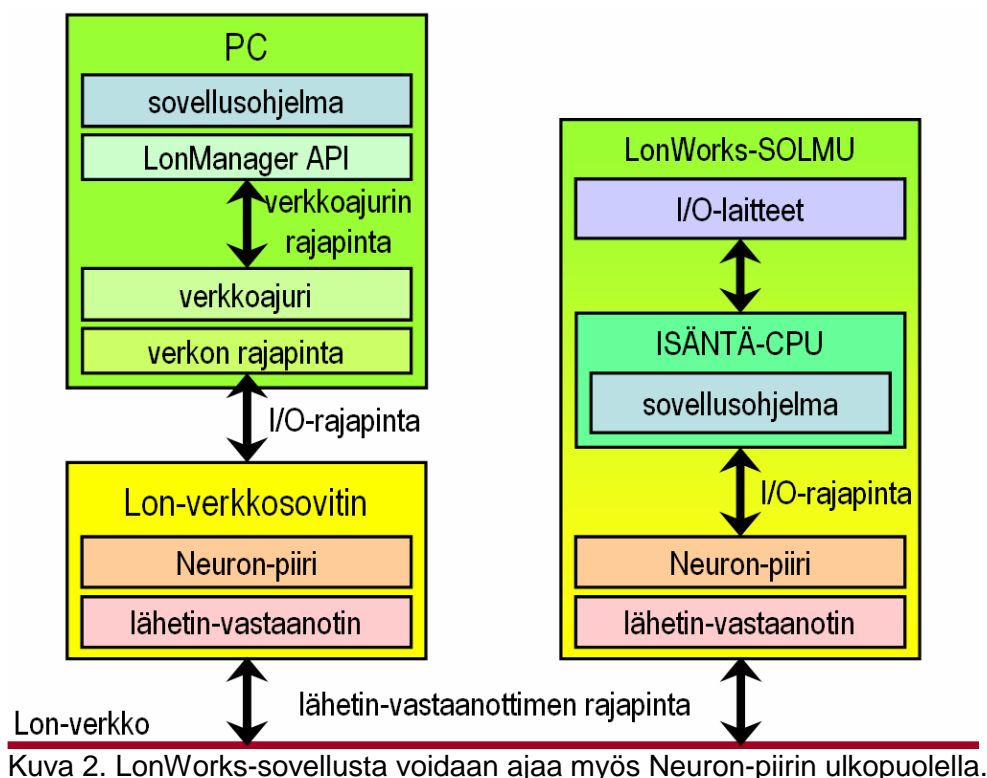 PC
sovellusohjelma
LonManager API
verkkoajurin
rajapinta
verkkoajuri
verkon rajapinta
I/O-rajapinta
Lon-verkkosovitin
Neuron-piiri
lähetin-vastaanotin
LonWorks-SOLMU
I/O-laitteet
ISÄNTÄ-CPU
sovellusohjelma
I/O-rajapinta
Neuron-piiri
lähetin-vastaanotin
lähetin-vastaanottimen rajapinta
Lon-verkko
Kuva 2. LonWorks-sovellusta voidaan ajaa myös Neuron-piirin ulkopuolella.